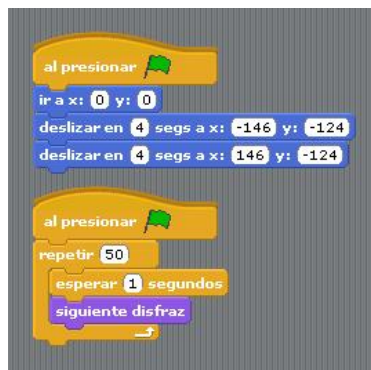 al presionar
ir a x: 0 y: 0
deslizar en 4 segs a x: -146 y: -124
deslizar en 4 segs a x: 146 y: -124
al presionar
repetir 50
esperar 1 segundos
siguiente disfraz